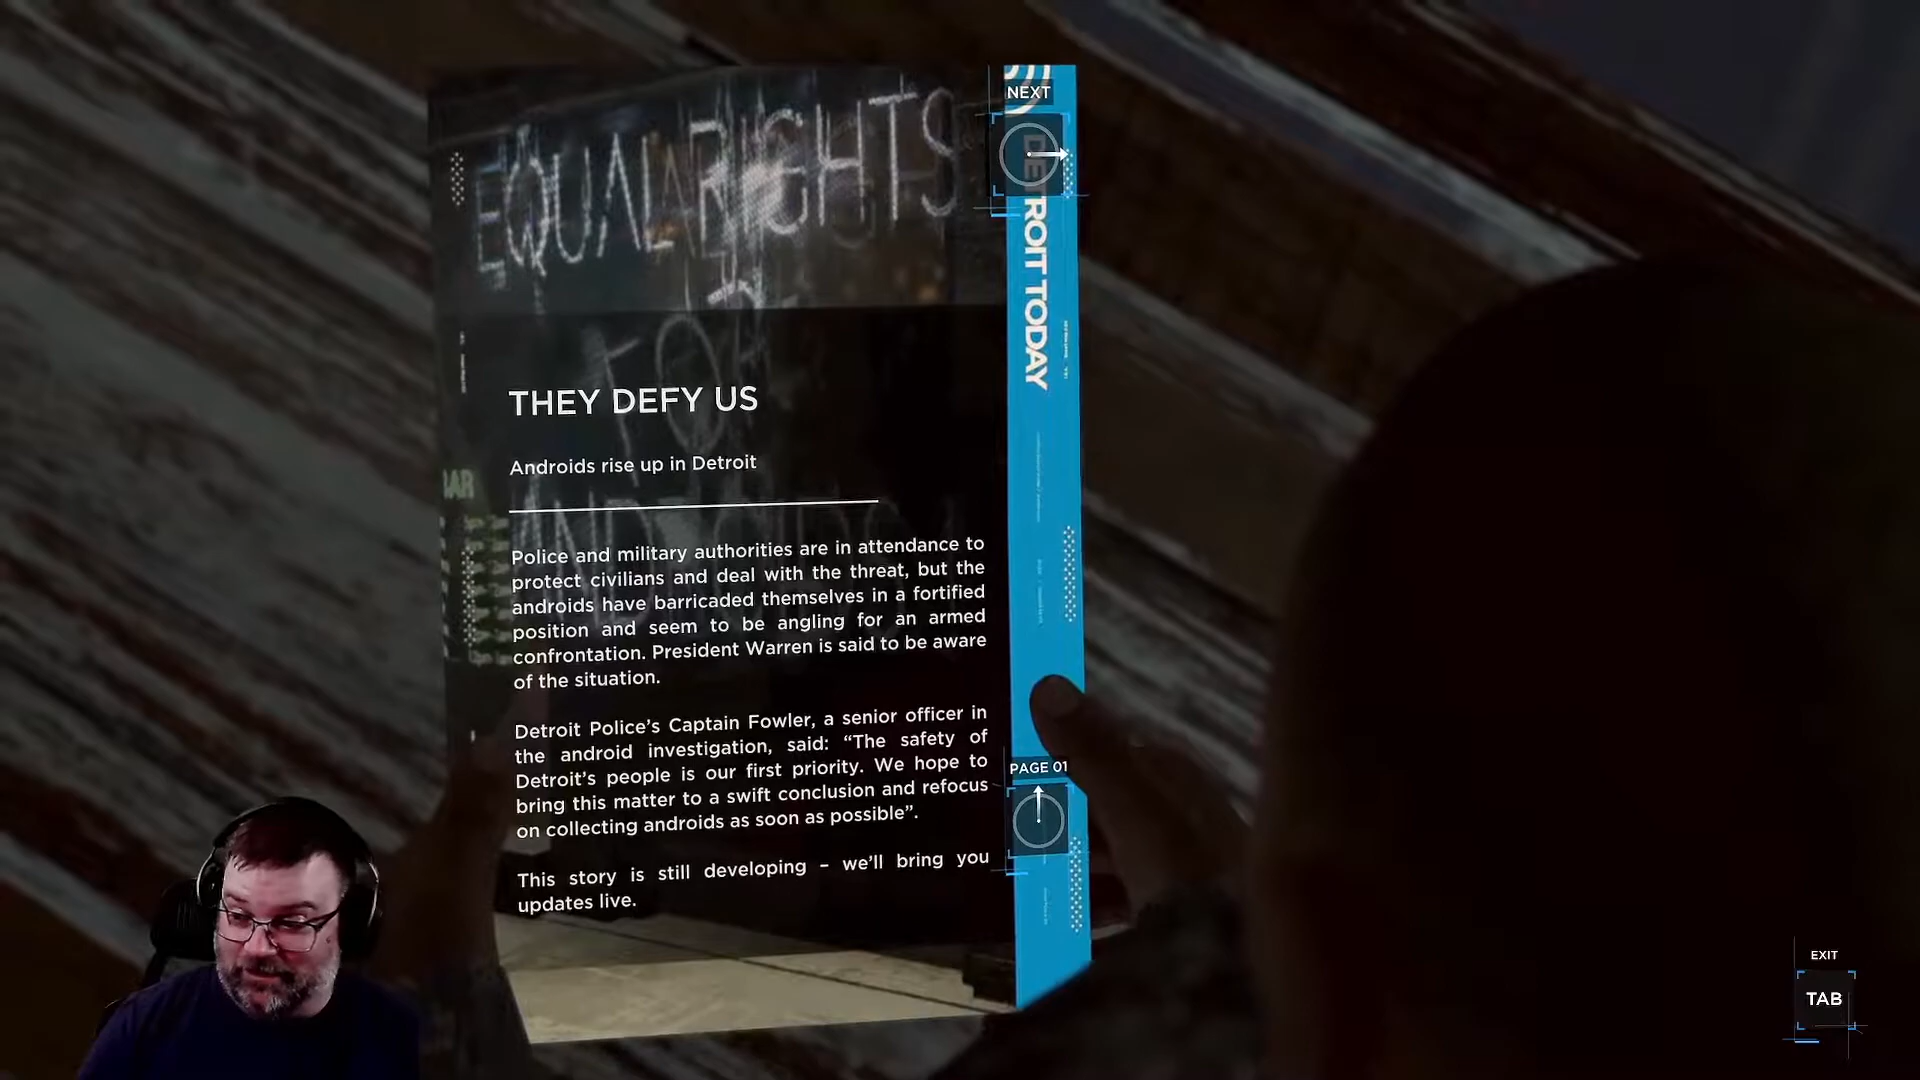 EQUAL RIGHTS
FOR
NEXT
DETROIT TODAY
THEY DEFY US
Androids rise up in Detroit
Police and military authorities are in attendance to
protect civilians and deal with the threat, but the
androids have barricaded themselves in a fortified
position and seem to be angling for an armed
confrontation. President Warren is said to be aware
of the situation.
Detroit Police’s Captain Fowler, a senior officer in
the android investigation, said: “The safety of
Detroit’s people is our first priority. We hope to
bring this matter to a swift conclusion and refocus
on collecting androids as soon as possible”.
This story is still developing – we’ll bring you
updates live.
PAGE 01
EXIT
TAB